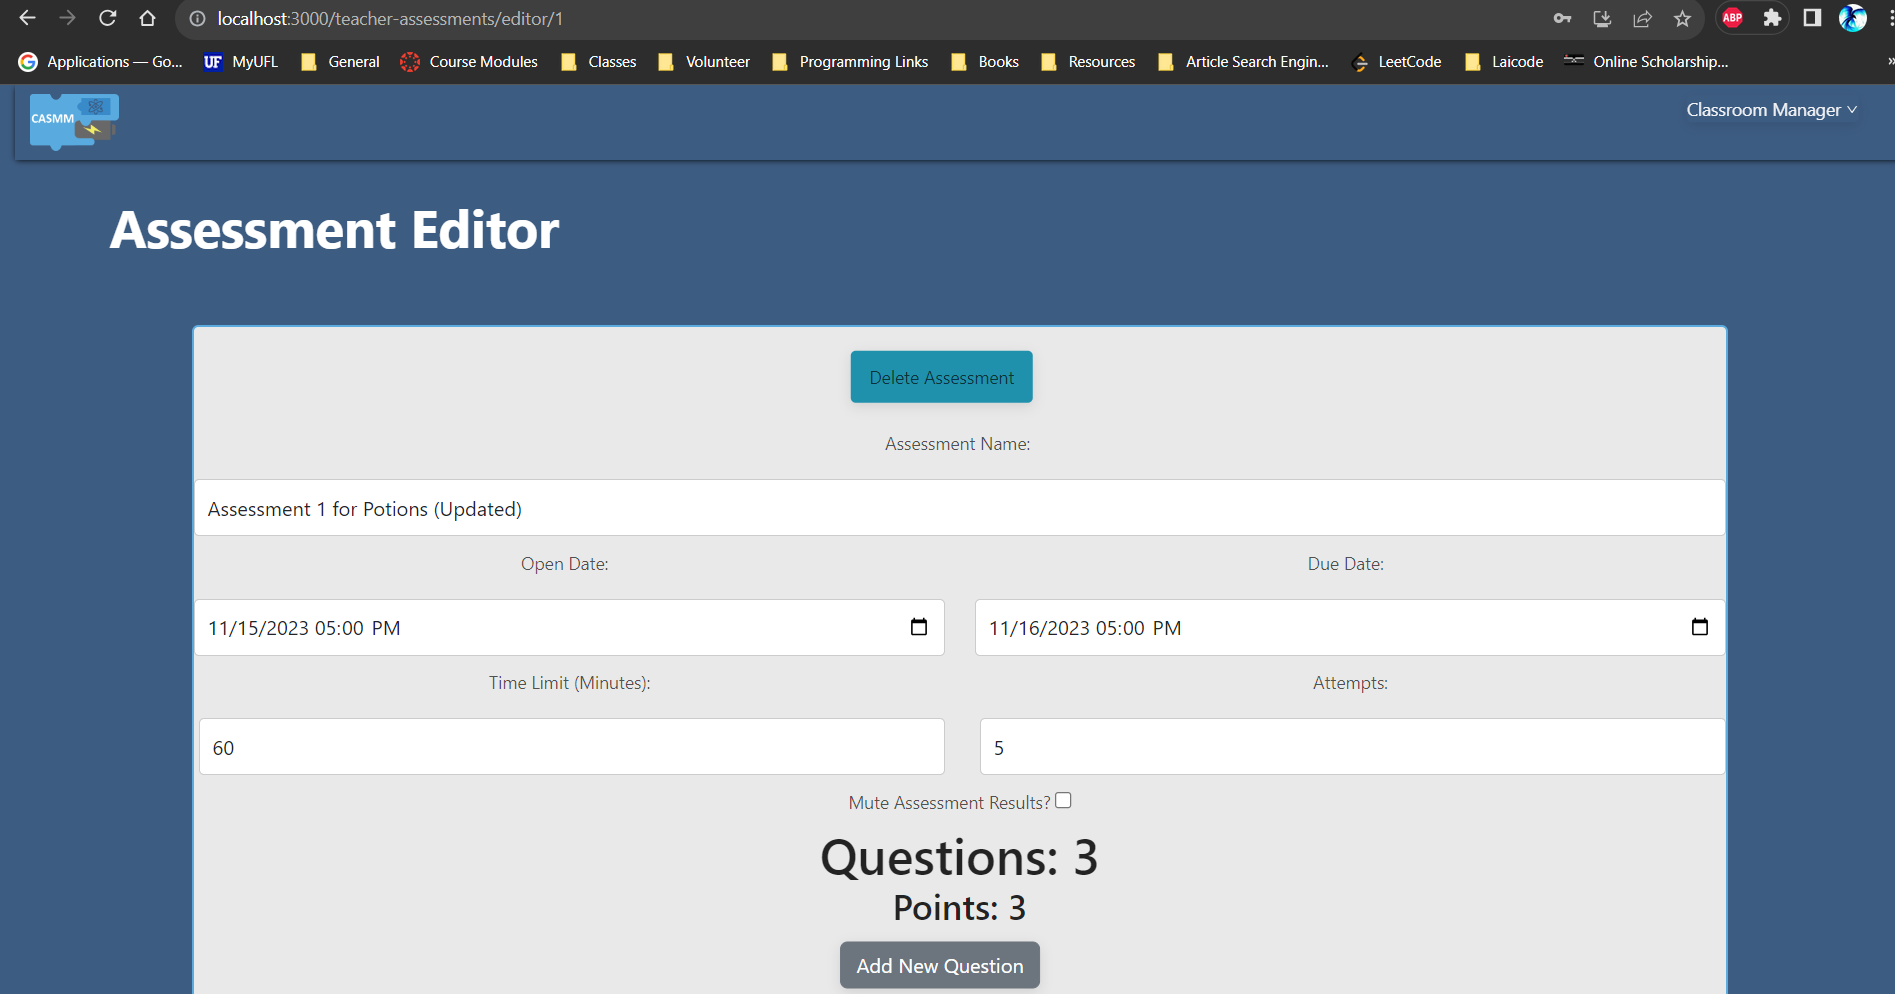 localhost:3000/teacher-assessments/editor/1
ABP
Applications — Go... MyUFL General Course Modules Classes Volunteer Programming Links Books Resources Article Search Engin... LeetCode Laicode Online Scholarship... »
CASMM
Classroom Manager
Assessment Editor
Delete Assessment
Assessment Name:
Assessment 1 for Potions (Updated)
Open Date: Due Date:
11/15/2023 05:00 PM 11/16/2023 05:00 PM
Time Limit (Minutes): Attempts:
60 5
Mute Assessment Results?
Questions: 3
Points: 3
Add New Question